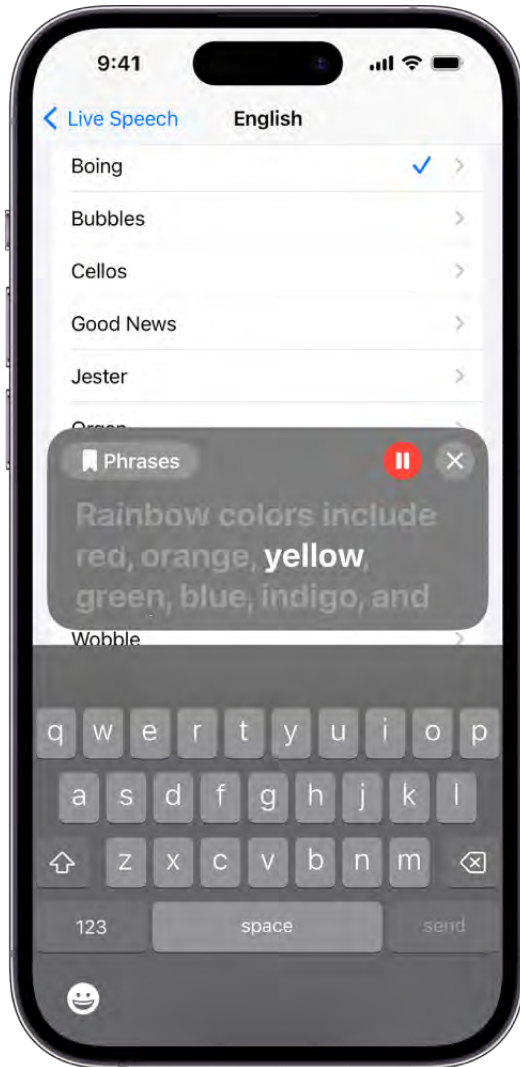 9:41
Live Speech
English
Boing
Bubbles
Cellos
Good News
Jester
Organ
Phrases
Rainbow colors include
red, orange, yellow,
green, blue, indigo, and
Wobble
q w e r t y u i o p
a s d f g h j k l
z x c v b n m
123 space send